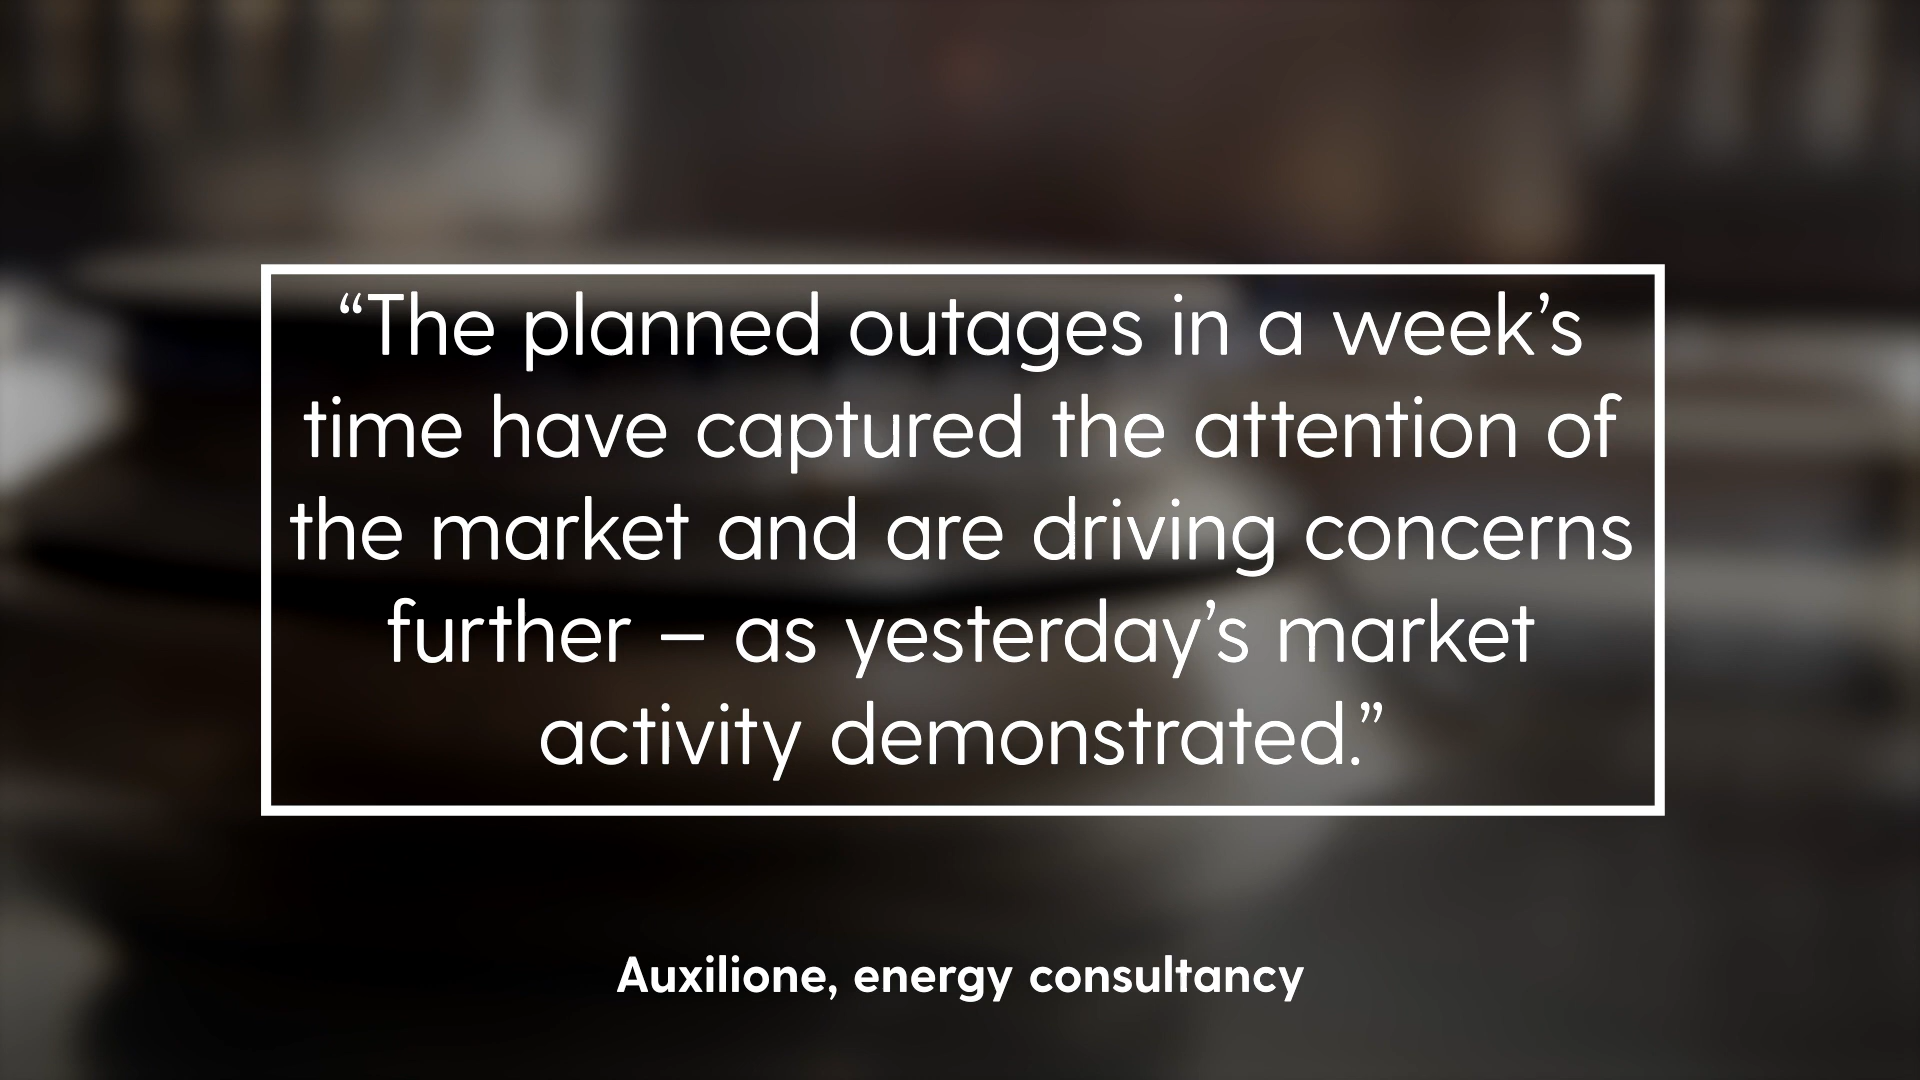 “The planned outages in a week’s
time have captured the attention of
the market and are driving concerns
further – as yesterday’s market
activity demonstrated.”
Auxilione, energy consultancy